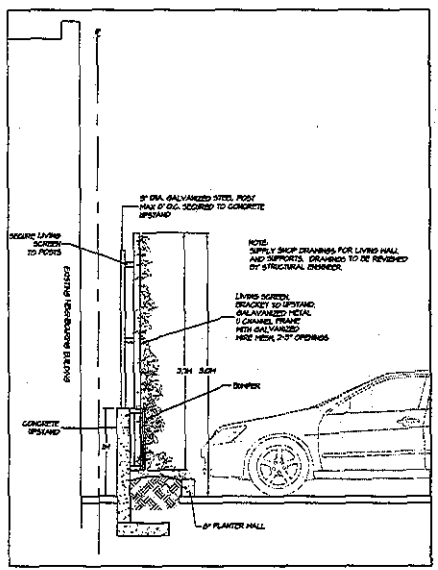 3" DIA. GALVANIZED STEEL POST
MAX 8' O.C. SECURED TO CONCRETE
UPSTAND
SECURE LIVING
SCREEN
TO POSTS
NOTE:
SUPPLY SHOP DRAWINGS FOR LIVING WALL
AND SUPPORTS. DRAWINGS TO BE REVIEWED
BY STRUCTURAL ENGINEER.
EXISTING NEIGHBOURING BUILDING
LIVING SCREEN,
BRACKET TO UPSTAND,
GALAVANIZED METAL
U CHANNEL FRAME
WITH GALVANIZED
WIRE MESH, 2-3" OPENINGS
BUMPER
CONCRETE
UPSTAND
6" PLANTER WALL